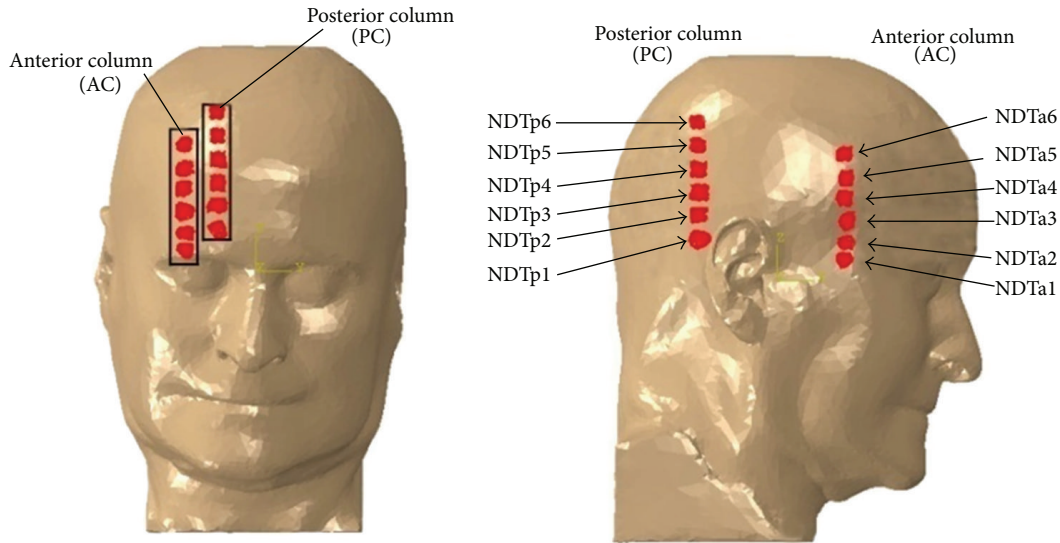 Posterior column
(PC)
Anterior column
(AC)
Posterior column
(PC)
Anterior column
(AC)
NDTp6
NDTp5
NDTp4
NDTp3
NDTp2
NDTp1
NDTa6
NDTa5
NDTa4
NDTa3
NDTa2
NDTa1
Z
Y
Z